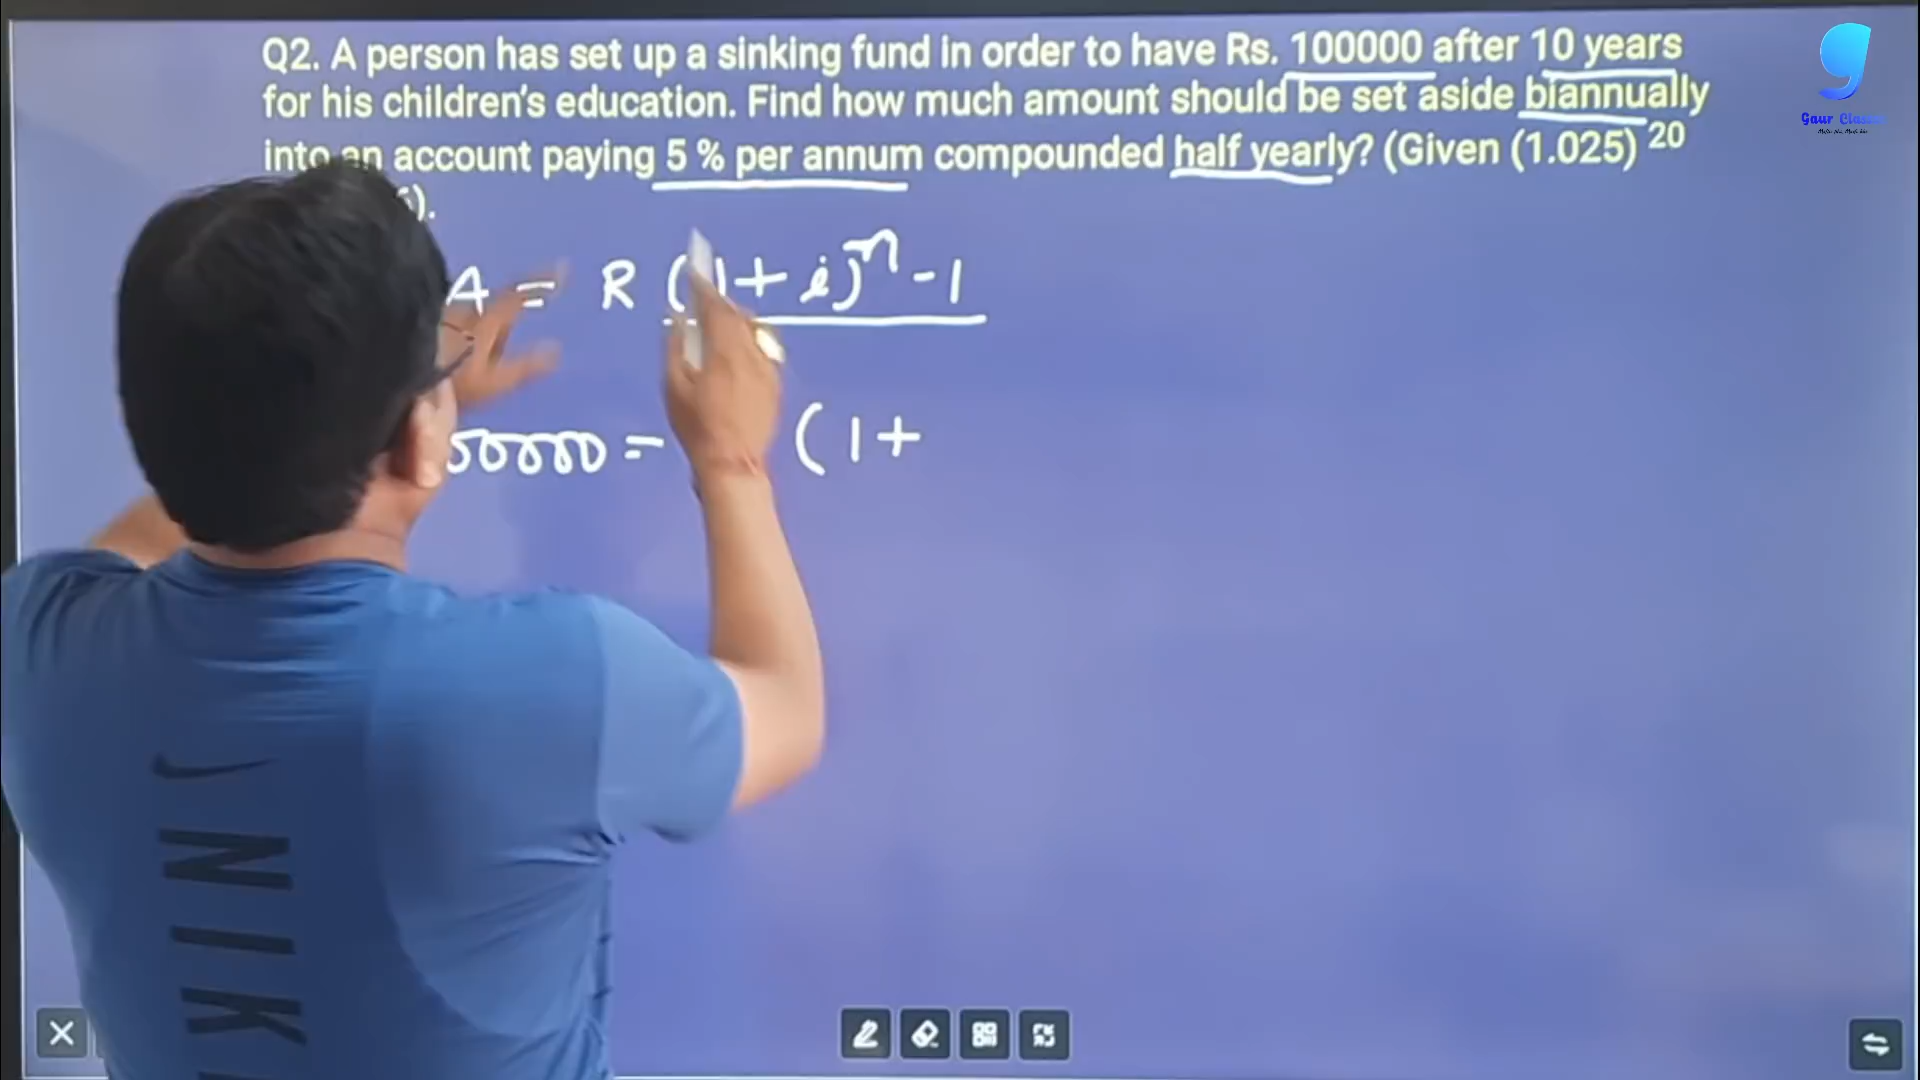 Q2. A person has set up a sinking fund in order to have Rs. 100000 after 10 years
for his children's education. Find how much amount should be set aside biannually
into an account paying 5 % per annum compounded half yearly? (Given (1.025) 20
).
A = R (1 + i)^n - 1
00000 = (1+
Gaur Classes
NIK